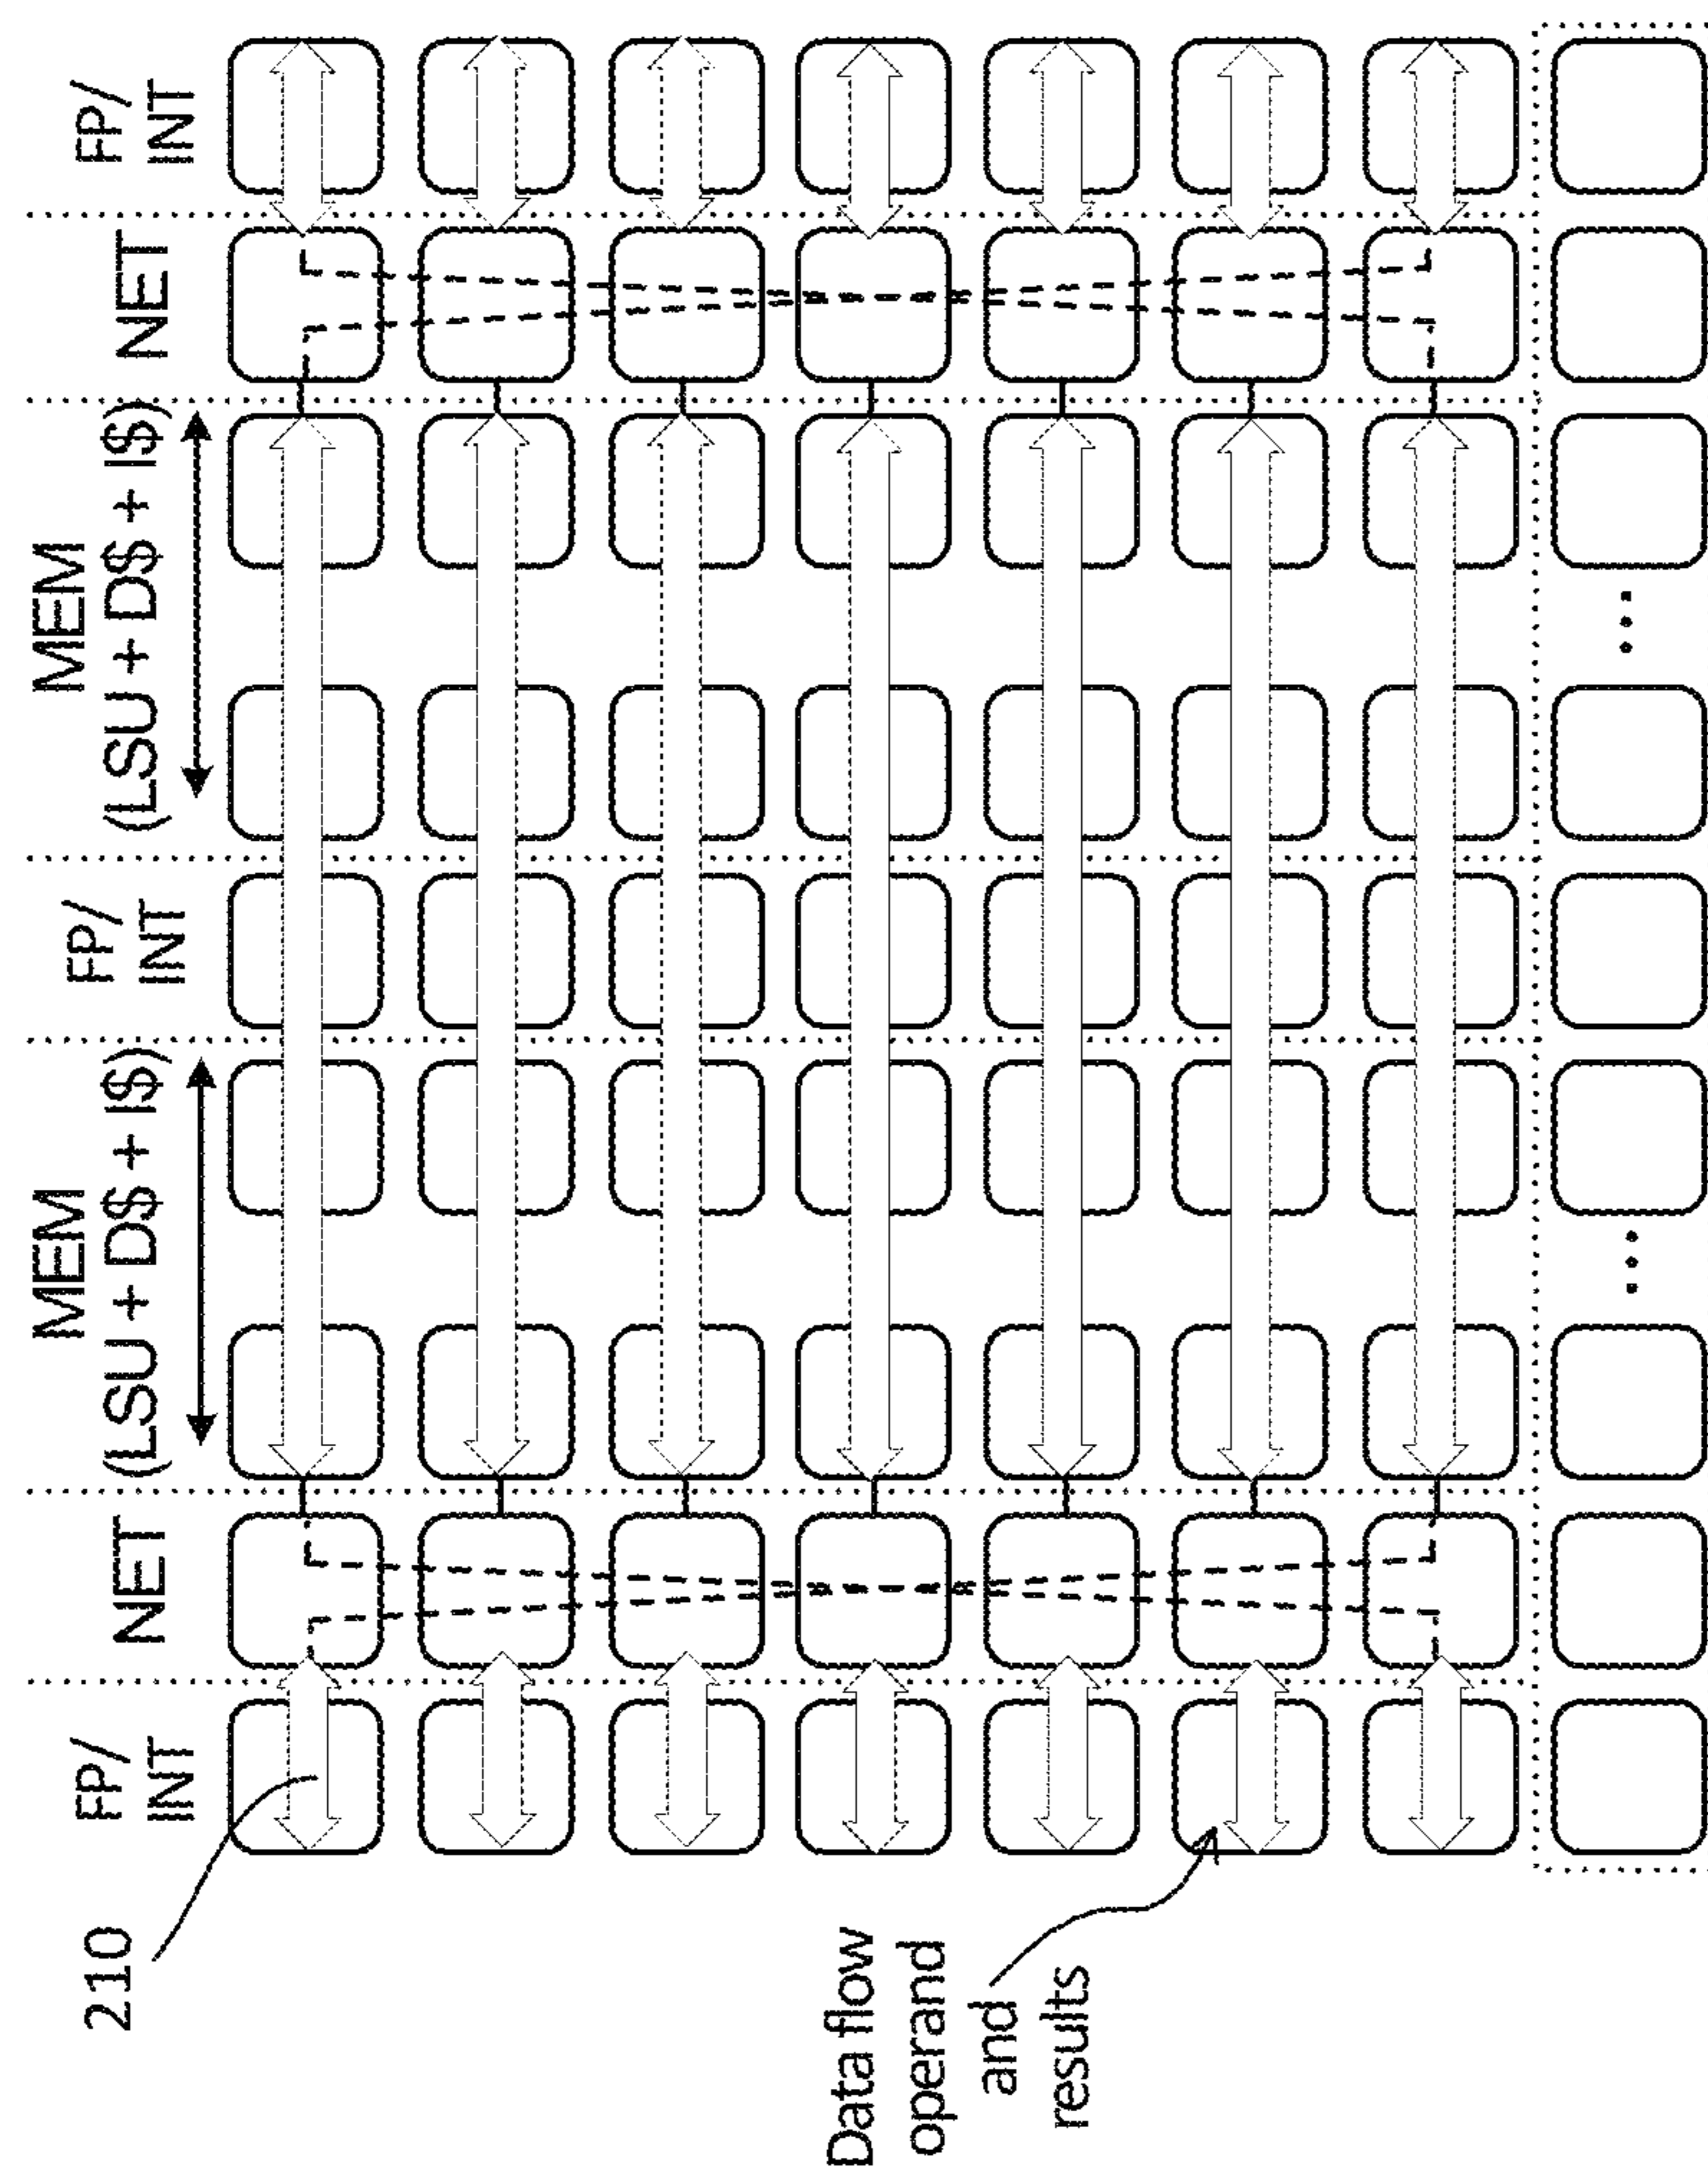 210
FP/
INT
NET
MEM
(LSU + D$ + I$)
FP/
INT
MEM
(LSU + D$ + I$)
NET
FP/
INT
Data flow
operand
and
results